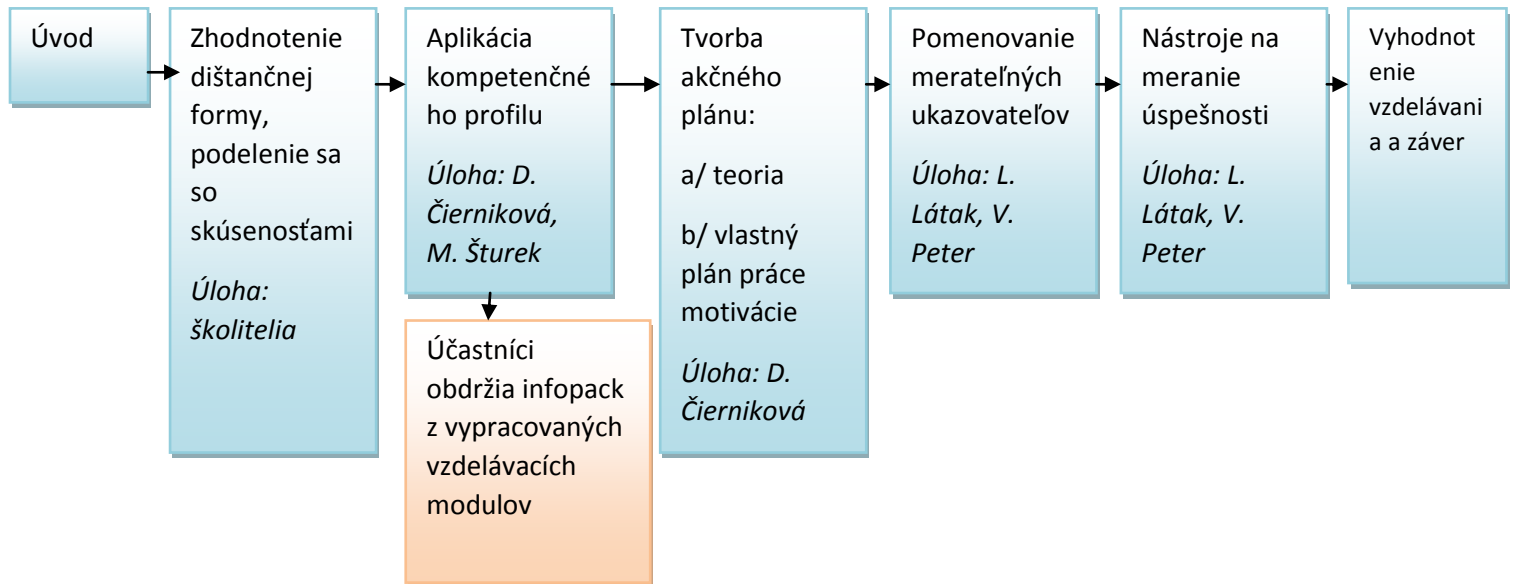 Úvod
Zhodnotenie
dištančnej
formy,
podelenie sa
so
skúsenosťami
Úloha:
školitelia
Aplikácia
kompetenčné
ho profilu
Úloha: D.
Čierniková,
M. Šturek
Účastníci
obdržia infopack
z vypracovaných
vzdelávacích
modulov
Tvorba
akčného
plánu:
a/ teoria
b/ vlastný
plán práce
motivácie
Úloha: D.
Čierniková
Pomenovanie
merateľných
ukazovateľov
Úloha: L.
Látak, V.
Peter
Nástroje na
meranie
úspešnosti
Úloha: L.
Látak, V.
Peter
Vyhodnot
enie
vzdelávani
a a záver